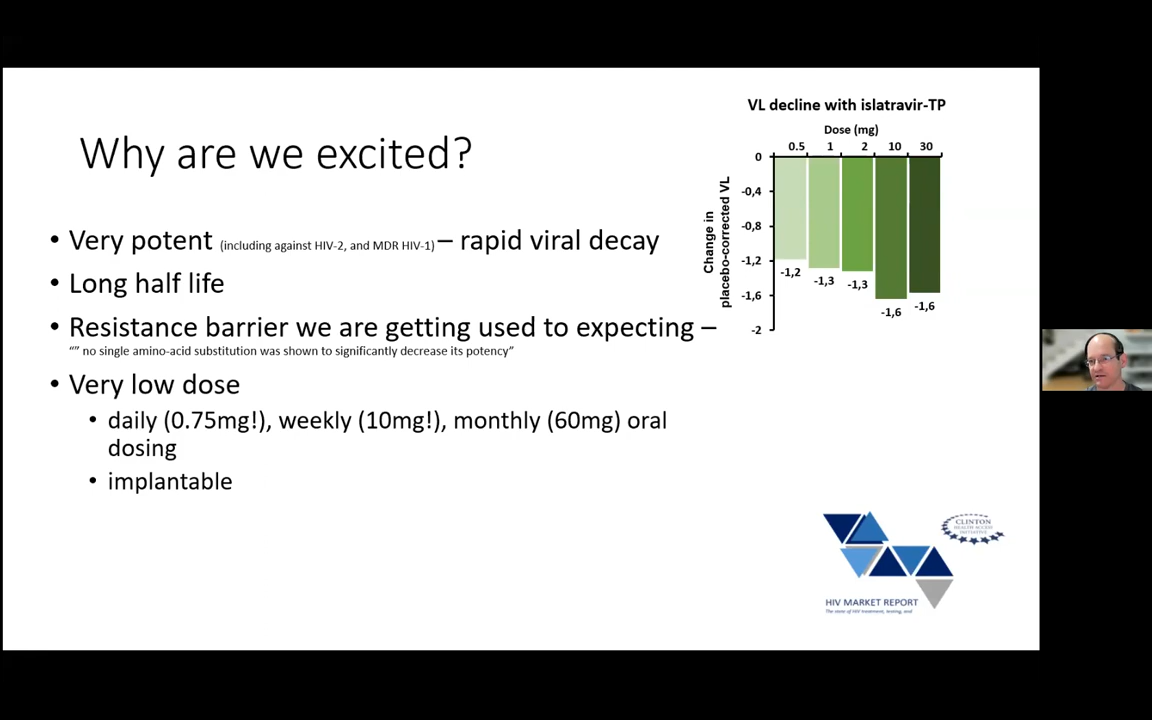 Why are we excited?
• Very potent (including against HIV-2, and MDR HIV-1) – rapid viral decay
• Long half life
• Resistance barrier we are getting used to expecting –
“” no single amino-acid substitution was shown to significantly decrease its potency”
• Very low dose
• daily (0.75mg!), weekly (10mg!), monthly (60mg) oral
dosing
• implantable
VL decline with islatravir-TP
Dose (mg)
0.5 1 2 10 30
Change in
placebo-corrected VL
0
-0,4
-0,8
-1,2
-1,6
-2
-1,2
-1,3
-1,3
-1,6
-1,6
CLINTON
HEALTH ACCESS
INITIATIVE
HIV MARKET REPORT
The state of HIV treatment, testing, and